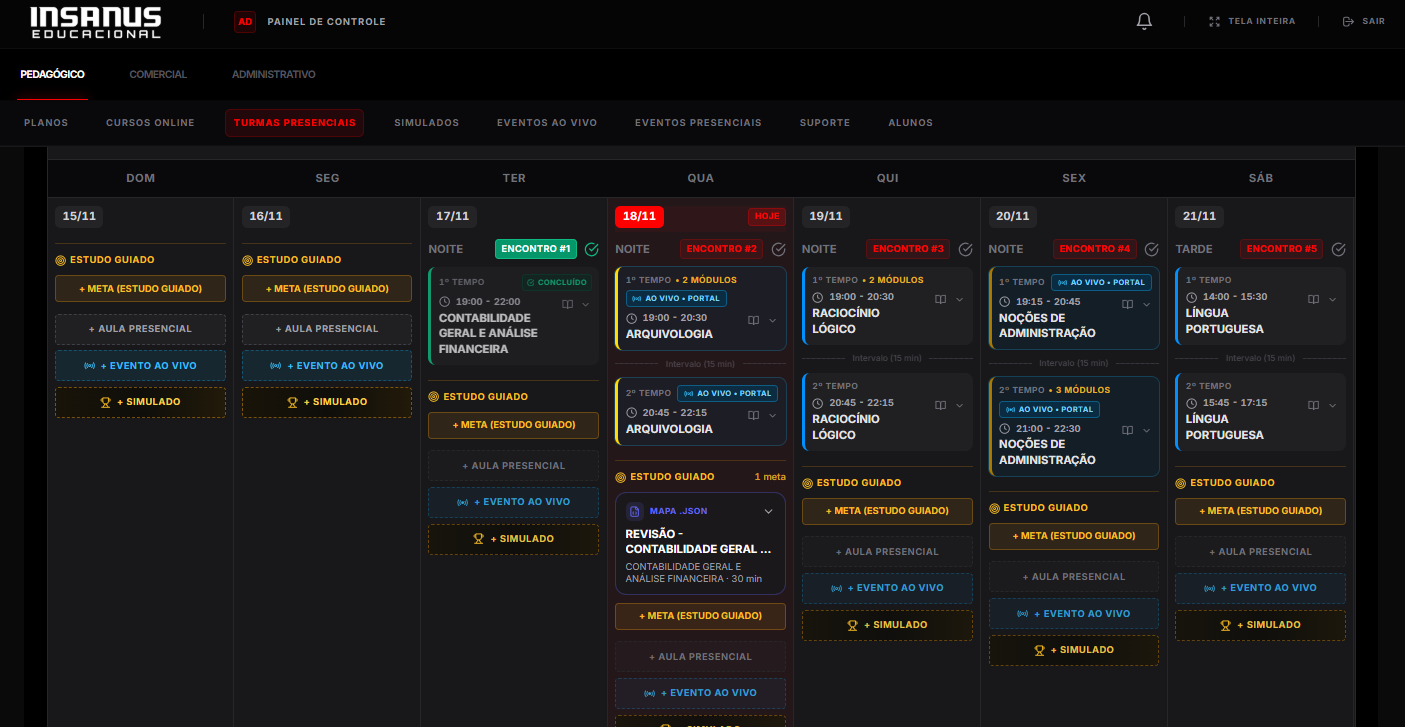 INSANUS
EDUCACIONAL
AD PAINEL DE CONTROLE
TELA INTEIRA
SAIR
PEDAGÓGICO COMERCIAL ADMINISTRATIVO
PLANOS CURSOS ONLINE TURMAS PRESENCIAIS SIMULADOS EVENTOS AO VIVO EVENTOS PRESENCIAIS SUPORTE ALUNOS
DOM SEG TER QUA QUI SEX SÁB
15/11
ESTUDO GUIADO
+ META (ESTUDO GUIADO)
+ AULA PRESENCIAL
+ EVENTO AO VIVO
+ SIMULADO
16/11
ESTUDO GUIADO
+ META (ESTUDO GUIADO)
+ AULA PRESENCIAL
+ EVENTO AO VIVO
+ SIMULADO
17/11
NOITE ENCONTRO #1
1º TEMPO CONCLUÍDO
19:00 - 22:00
CONTABILIDADE
GERAL E ANÁLISE
FINANCEIRA
ESTUDO GUIADO
+ META (ESTUDO GUIADO)
+ AULA PRESENCIAL
+ EVENTO AO VIVO
+ SIMULADO
18/11 HOJE
NOITE ENCONTRO #2
1º TEMPO • 2 MÓDULOS
AO VIVO • PORTAL
19:00 - 20:30
ARQUIVOLOGIA
Intervalo (15 min)
2º TEMPO AO VIVO • PORTAL
20:45 - 22:15
ARQUIVOLOGIA
ESTUDO GUIADO 1 meta
MAPA .JSON
REVISÃO -
CONTABILIDADE GERAL ...
CONTABILIDADE GERAL E
ANÁLISE FINANCEIRA · 30 min
+ META (ESTUDO GUIADO)
+ AULA PRESENCIAL
+ EVENTO AO VIVO
+ SIMULADO
19/11
NOITE ENCONTRO #3
1º TEMPO • 2 MÓDULOS
19:00 - 20:30
RACIOCÍNIO
LÓGICO
Intervalo (15 min)
2º TEMPO
20:45 - 22:15
RACIOCÍNIO
LÓGICO
ESTUDO GUIADO
+ META (ESTUDO GUIADO)
+ AULA PRESENCIAL
+ EVENTO AO VIVO
+ SIMULADO
20/11
NOITE ENCONTRO #4
1º TEMPO AO VIVO • PORTAL
19:15 - 20:45
NOÇÕES DE
ADMINISTRAÇÃO
Intervalo (15 min)
2º TEMPO • 3 MÓDULOS
AO VIVO • PORTAL
21:00 - 22:30
NOÇÕES DE
ADMINISTRAÇÃO
ESTUDO GUIADO
+ META (ESTUDO GUIADO)
+ AULA PRESENCIAL
+ EVENTO AO VIVO
+ SIMULADO
21/11
TARDE ENCONTRO #5
1º TEMPO
14:00 - 15:30
LÍNGUA
PORTUGUESA
Intervalo (15 min)
2º TEMPO
15:45 - 17:15
LÍNGUA
PORTUGUESA
ESTUDO GUIADO
+ META (ESTUDO GUIADO)
+ AULA PRESENCIAL
+ EVENTO AO VIVO
+ SIMULADO